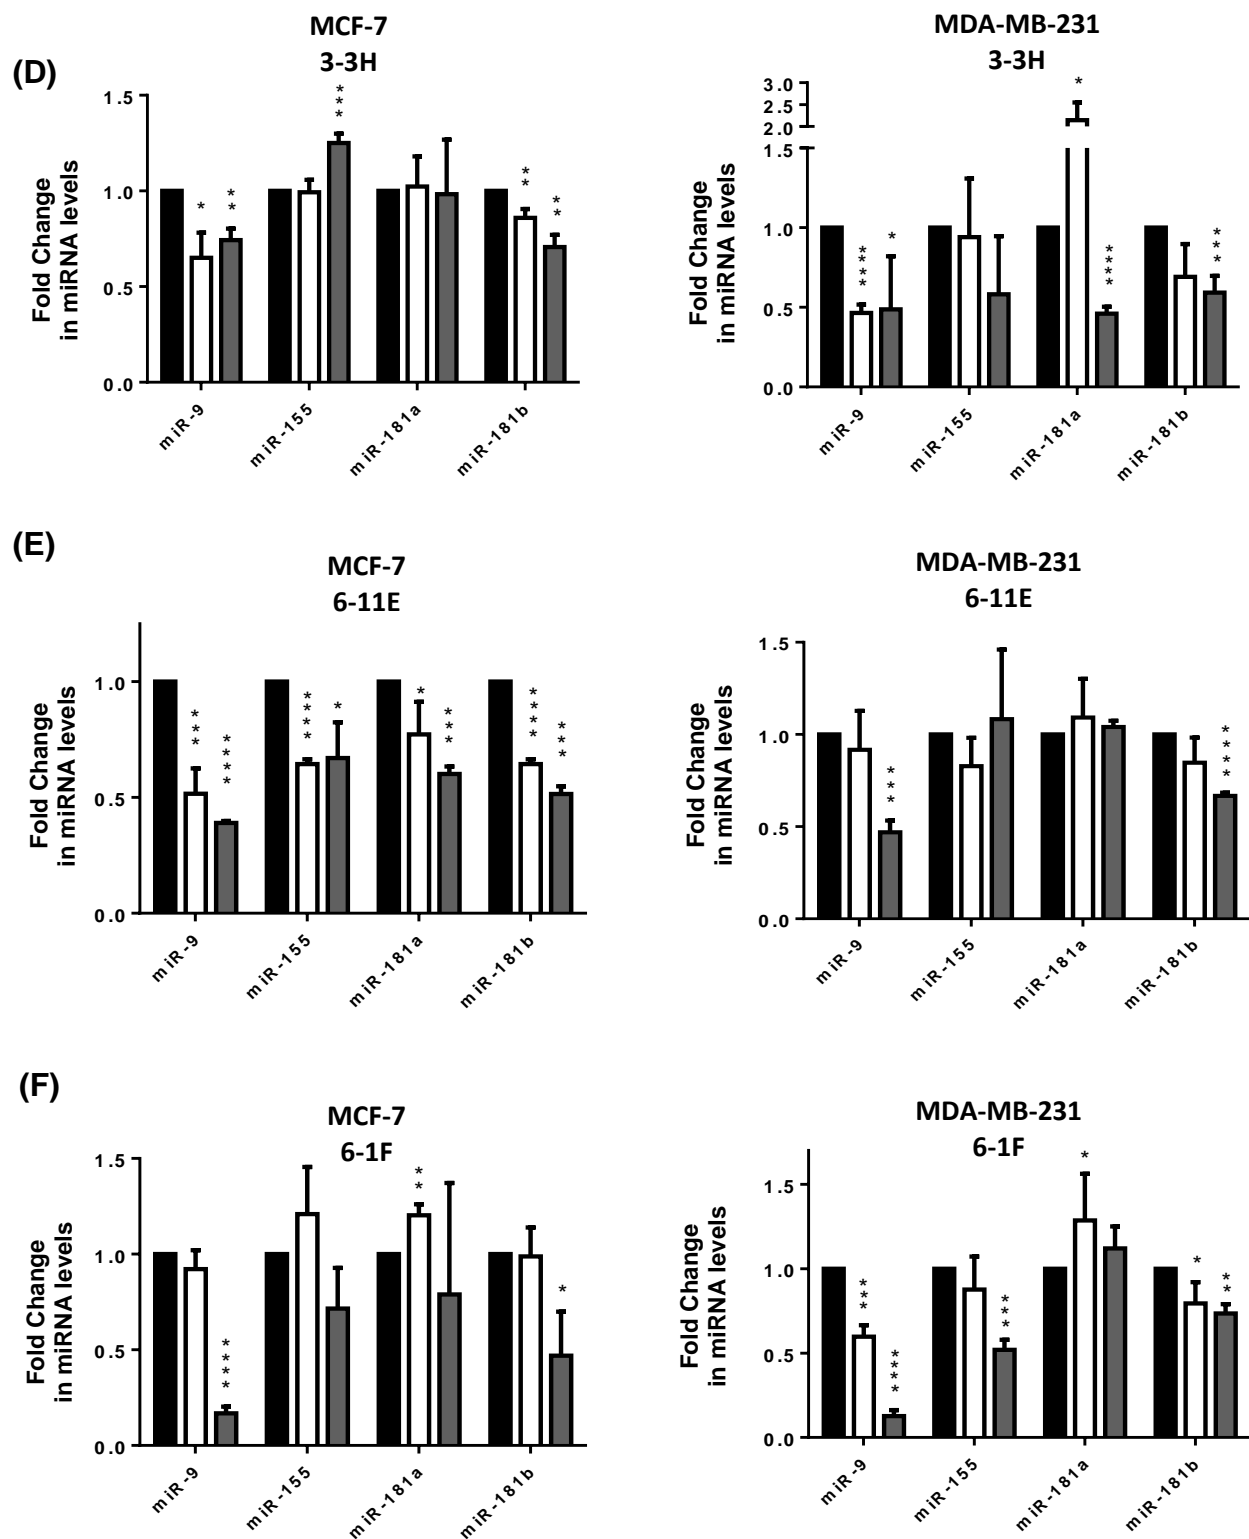 (D)
MCF-7
3-3H
Fold Change
in miRNA levels
1.5
1.0
0.5
0.0
*
**
***
**
**
miR-9
miR-155
miR-181a
miR-181b
MDA-MB-231
3-3H
Fold Change
in miRNA levels
3.0
2.5
2.0
1.5
1.0
0.5
0.0
****
*
*
****
***
miR-9
miR-155
miR-181a
miR-181b
(E)
MCF-7
6-11E
Fold Change
in miRNA levels
1.0
0.5
0.0
***
****
****
*
*
***
****
***
miR-9
miR-155
miR-181a
miR-181b
MDA-MB-231
6-11E
Fold Change
in miRNA levels
1.5
1.0
0.5
0.0
***
****
miR-9
miR-155
miR-181a
miR-181b
(F)
MCF-7
6-1F
Fold Change
in miRNA levels
1.5
1.0
0.5
0.0
****
**
*
miR-9
miR-155
miR-181a
miR-181b
MDA-MB-231
6-1F
Fold Change
in miRNA levels
1.5
1.0
0.5
0.0
***
****
***
*
*
**
miR-9
miR-155
miR-181a
miR-181b